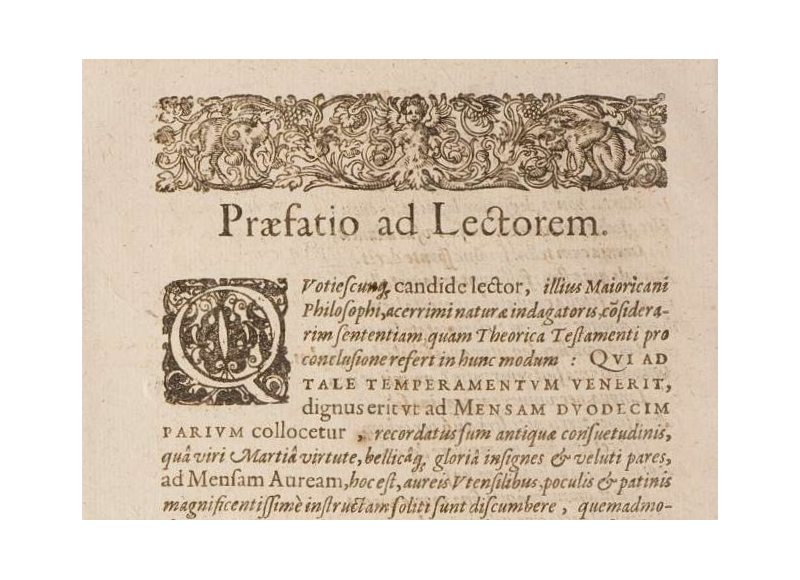 Præfatio ad Lectorem.
QVotieſcunq; candide lector, illius Maioricani
Philoſophi, acerrimi naturæ indagatoris, cōſidera-
rim ſententiam, quam Theorica Teſtamenti pro
concluſione refert in hunc modum : QVI AD
TALE TEMPERAMENTVM VENERIT,
dignus erit vt ad MENSAM DVODECIM
PARIVM collocetur , recordatus ſum antiquæ conſuetudinis,
quâ viri Martiâ virtute, bellicâq; gloriâ inſignes & veluti pares,
ad Menſam Auream, hoc eſt, aureis Vtenſilibus, poculis & patinis
magnificentiſſimè inſtructam ſoliti ſunt diſcumbere , quemadmo-